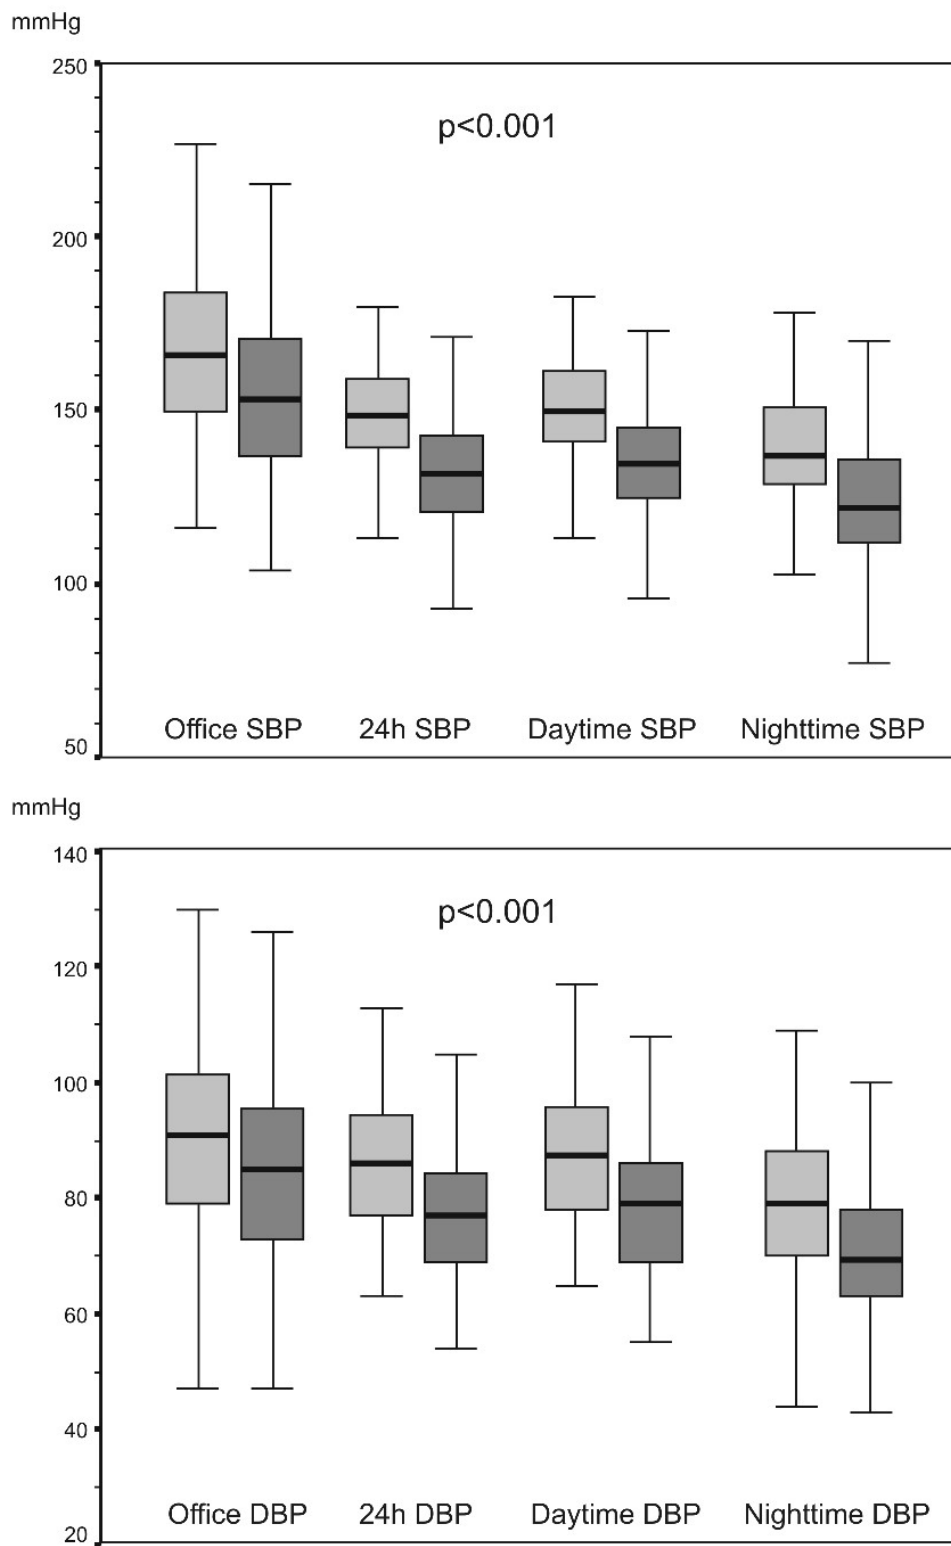 mmHg
250
p<0.001
200
150
100
Office SBP 24h SBP Daytime SBP Nighttime SBP
50
mmHg
140
p<0.001
120
100
80
60
40
Office DBP 24h DBP Daytime DBP Nighttime DBP
20